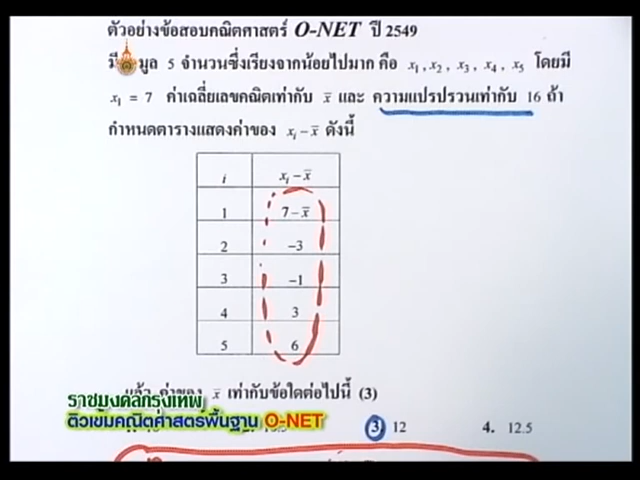 ตัวอย่างข้อสอบคณิตศาสตร์ O-NET ปี 2549
มี มูล 5 จำนวนซึ่งเรียงจากน้อยไปมาก คือ x₁, x₂, x₃, x₄, x₅ โดยมี
x₁ = 7 ค่าเฉลี่ยเลขคณิตเท่ากับ x̄ และ ความแปรปรวนเท่ากับ 16 ถ้า
กำหนดตารางแสดงค่าของ xᵢ – x̄ ดังนี้
i xᵢ – x̄
1 7 – x̄
2 –3
3 –1
4 3
5 6
ค่าของ x̄ เท่ากับข้อใดต่อไปนี้ (3)
ราชมงคลกรุงเทพ
ติวเข้มคณิตศาสตร์พื้นฐาน O-NET
3. 12 4. 12.5